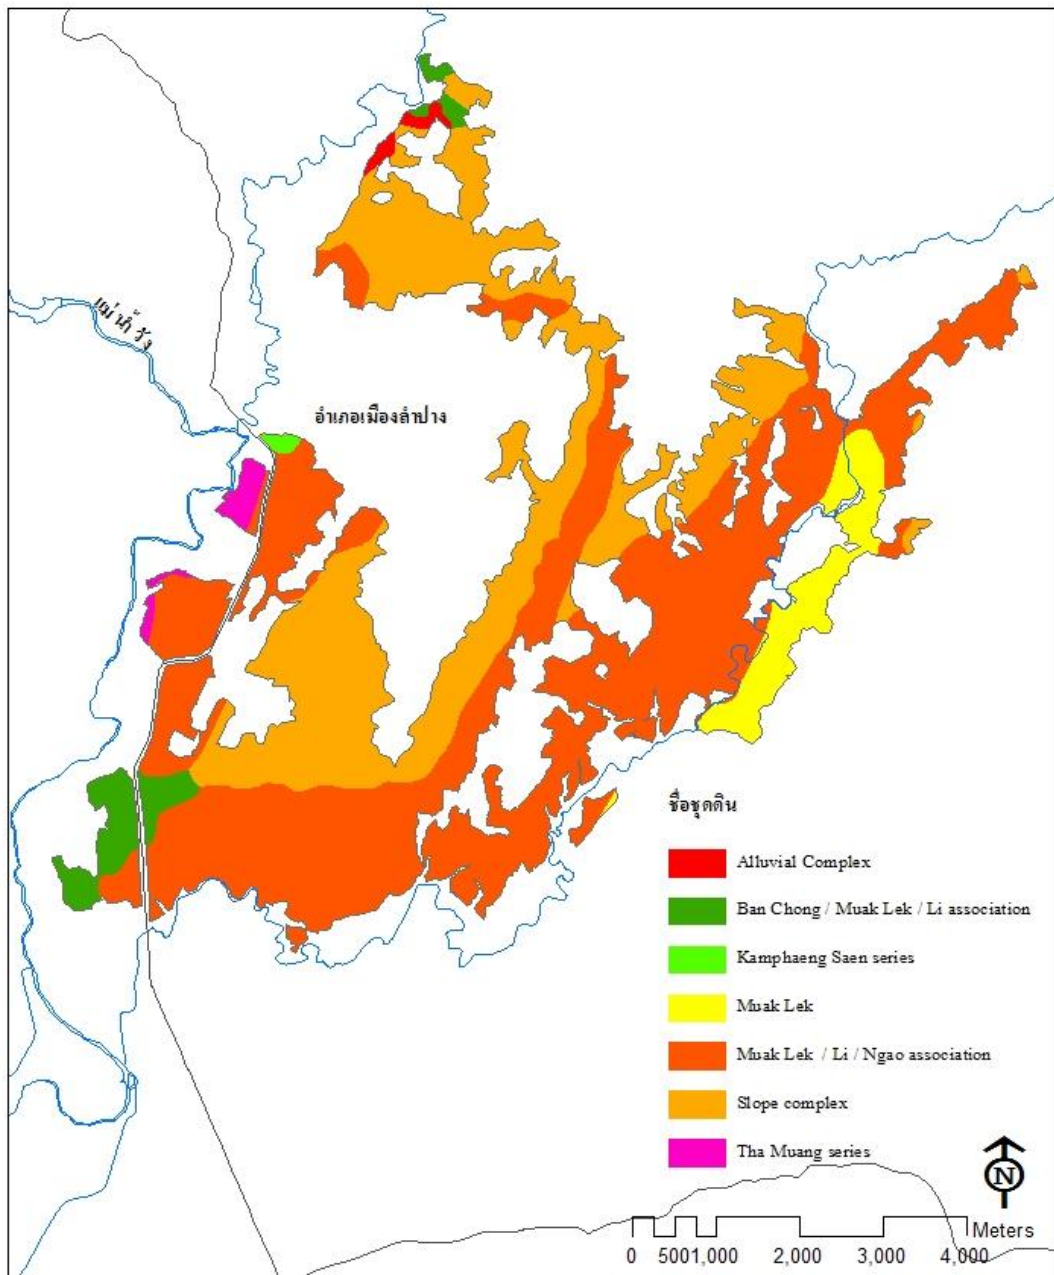 แม่น้ำวัง
อำเภอเมืองลำปาง
ชื่อชุดดิน
Alluvial Complex
Ban Chong / Muak Lek / Li association
Kamphaeng Saen series
Muak Lek
Muak Lek / Li / Ngao association
Slope complex
Tha Muang series
N
Meters
0 500 1,000 2,000 3,000 4,000